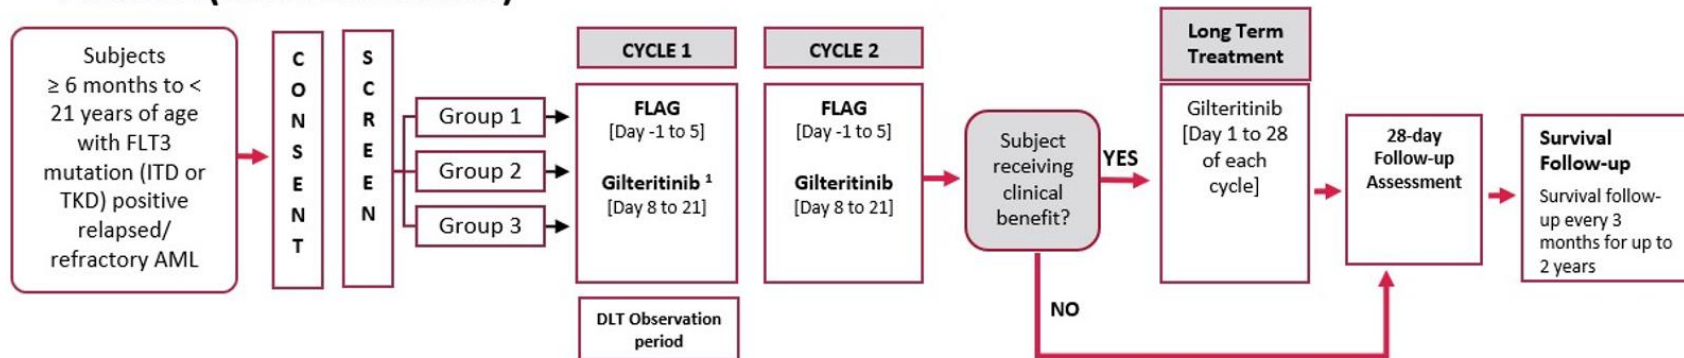 Subjects
≥ 6 months to <
21 years of age
with FLT3
mutation (ITD or
TKD) positive
relapsed/
refractory AML
C
O
N
S
E
N
T
S
C
R
E
E
N
Group 1
Group 2
Group 3
CYCLE 1
FLAG
[Day -1 to 5]
Gilteritinib ¹
[Day 8 to 21]
DLT Observation
period
CYCLE 2
FLAG
[Day -1 to 5]
Gilteritinib
[Day 8 to 21]
Subject
receiving
clinical
benefit?
YES
NO
Long Term
Treatment
Gilteritinib
[Day 1 to 28
of each
cycle]
28-day
Follow-up
Assessment
Survival
Follow-up
Survival follow-
up every 3
months for up to
2 years